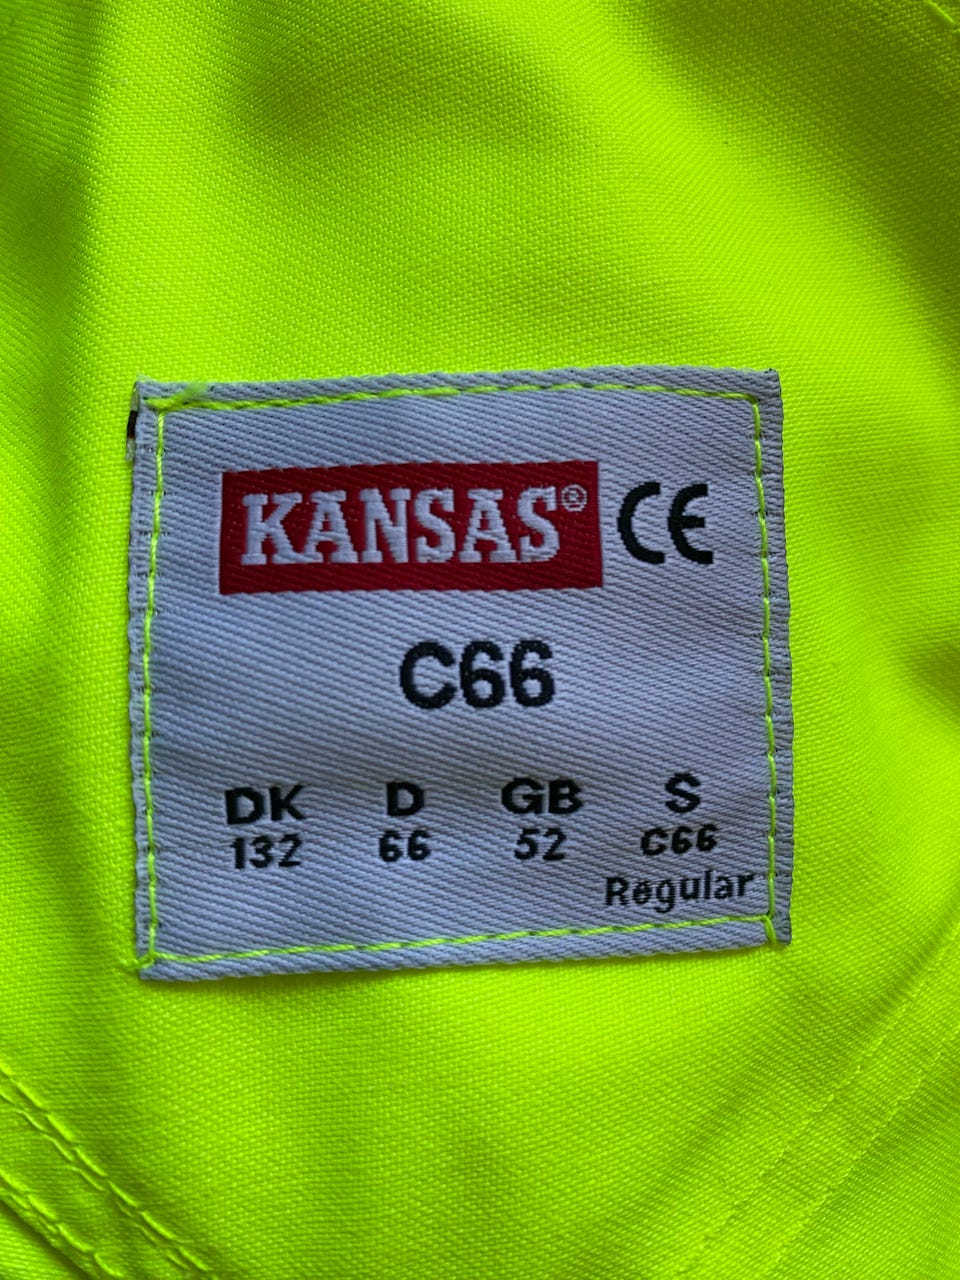 KANSAS® CE
C66
DK D GB S
132 66 52 C66
Regular